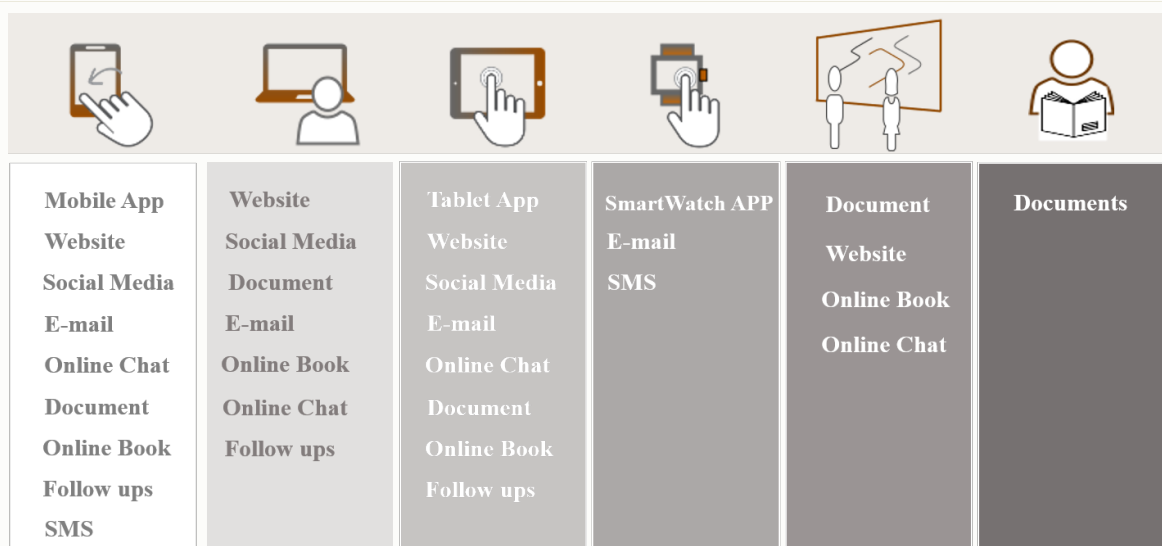 Mobile App
Website
Social Media
E-mail
Online Chat
Document
Online Book
Follow ups
SMS
Website
Social Media
Document
E-mail
Online Book
Online Chat
Follow ups
Tablet App
Website
Social Media
E-mail
Online Chat
Document
Online Book
Follow ups
SmartWatch APP
E-mail
SMS
Document
Website
Online Book
Online Chat
Documents